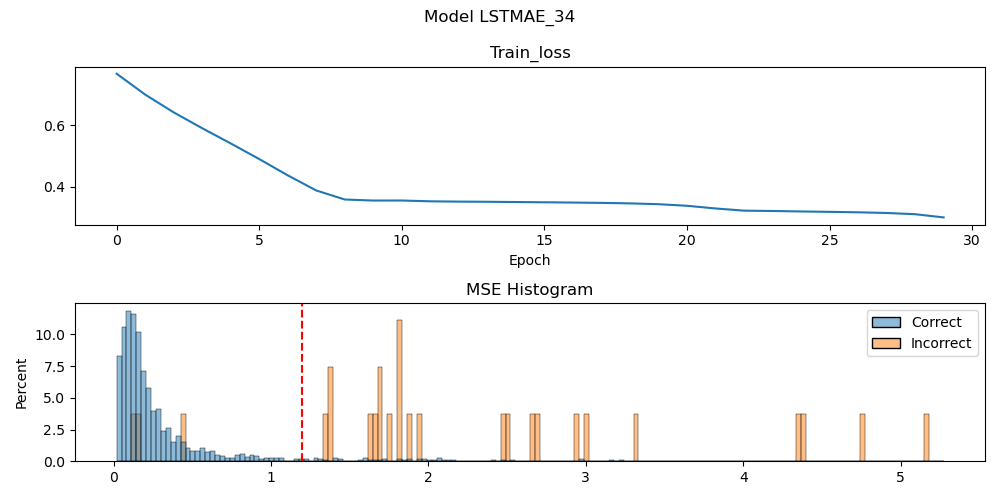 Model LSTMAE_34
Train_loss
0.6
0.4
0 5 10 15 20 25 30
Epoch
MSE Histogram
Percent
10.0
7.5
5.0
2.5
0.0
Correct
Incorrect
0 1 2 3 4 5